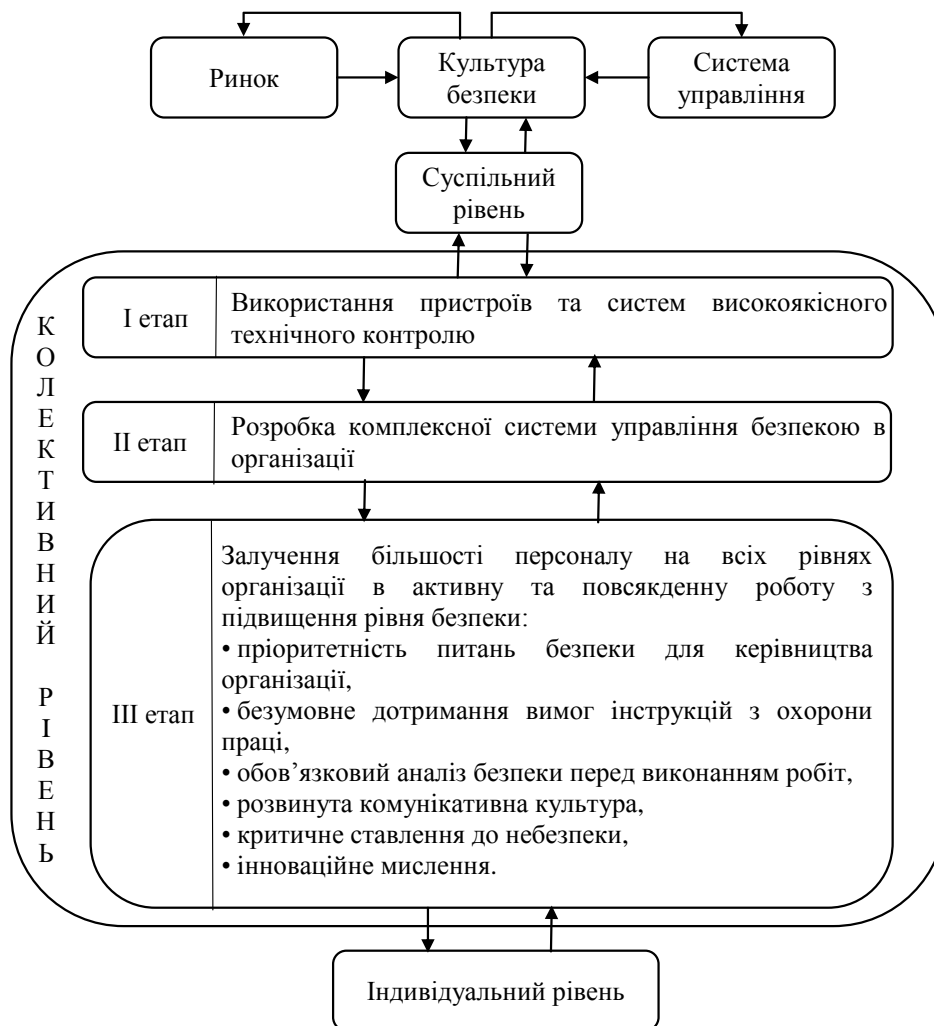 Ринок
Культура
безпеки
Система
управління
Суспільний
рівень
КОЛЕКТИВНИЙ РІВЕНЬ
І етап
Використання пристроїв та систем високоякісного
технічного контролю
ІІ етап
Розробка комплексної системи управління безпекою в
організації
ІІІ етап
Залучення більшості персоналу на всіх рівнях
організації в активну та повсякденну роботу з
підвищення рівня безпеки:
• пріоритетність питань безпеки для керівництва
організації,
• безумовне дотримання вимог інструкцій з охорони
праці,
• обов’язковий аналіз безпеки перед виконанням робіт,
• розвинута комунікативна культура,
• критичне ставлення до небезпеки,
• інноваційне мислення.
Індивідуальний рівень